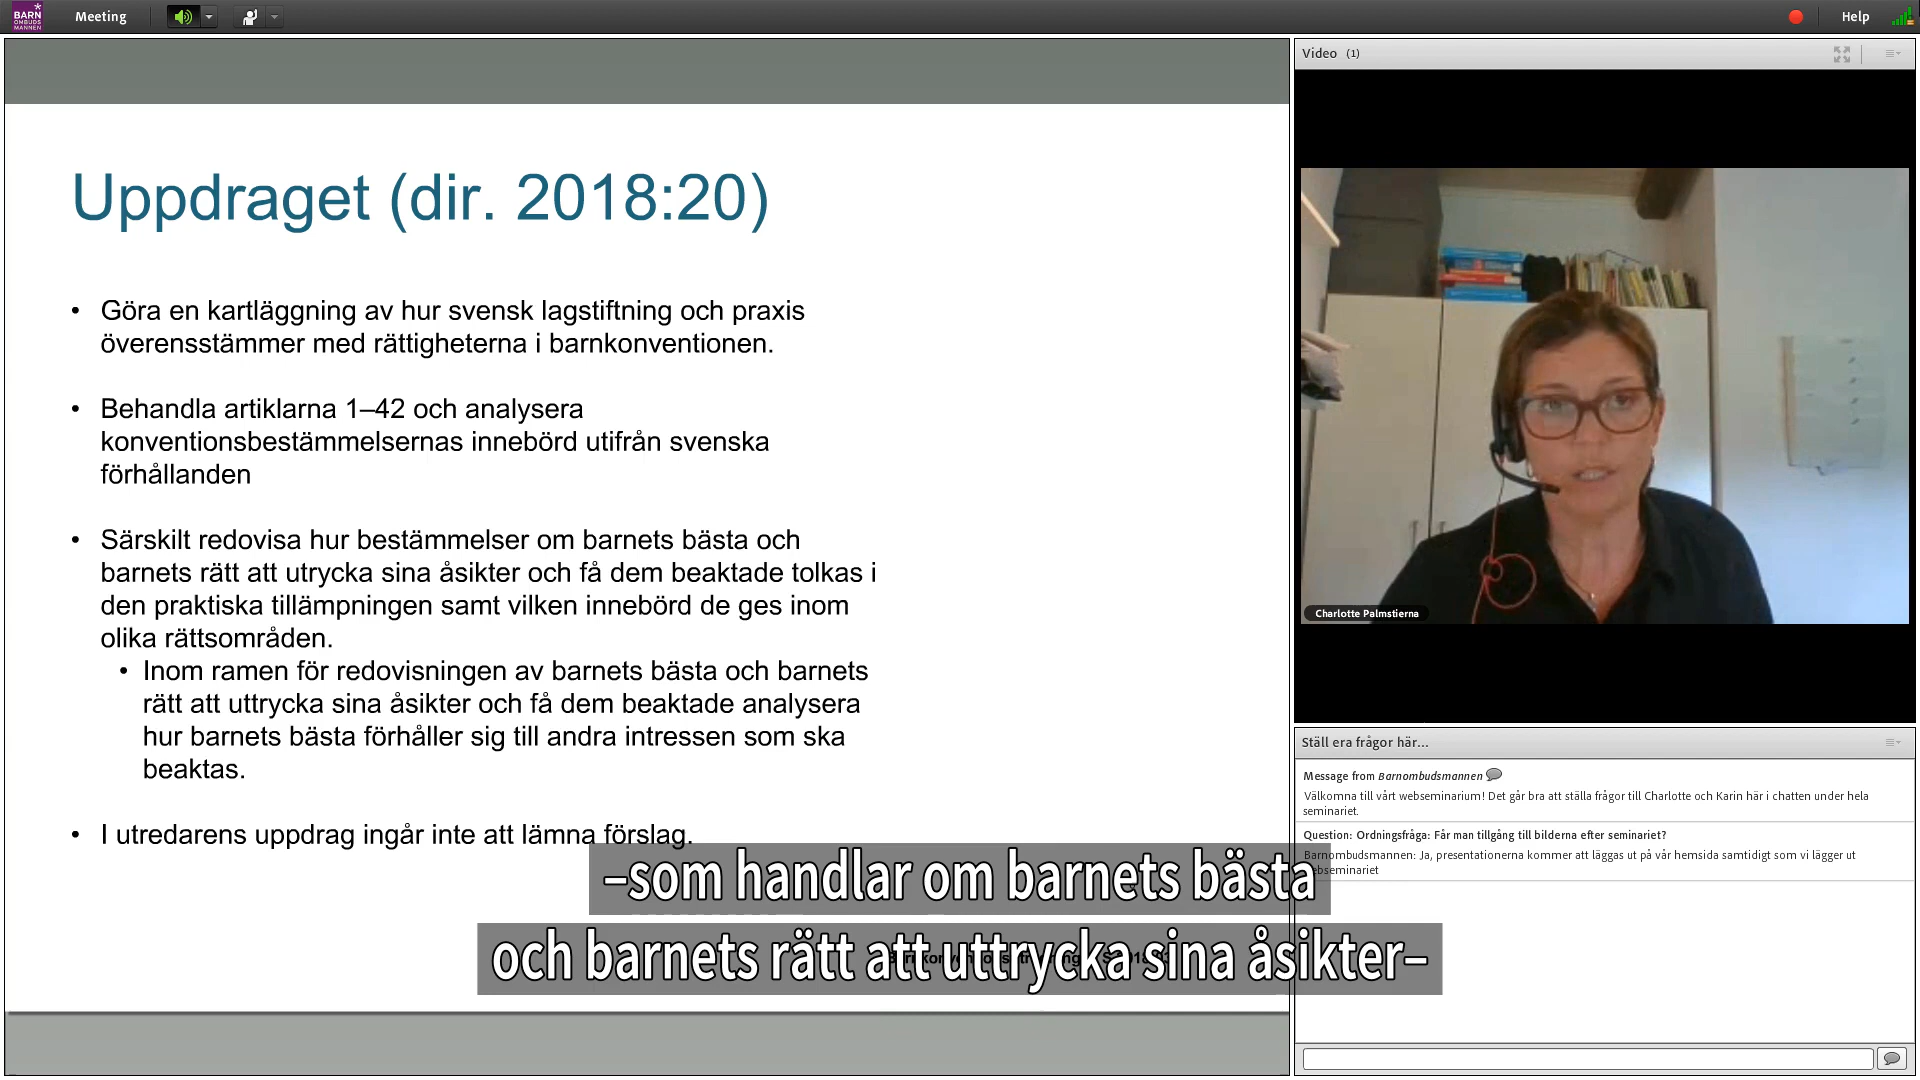 BARN
OMBUDS
MANNEN
Meeting
Help
Uppdraget (dir. 2018:20)
• Göra en kartläggning av hur svensk lagstiftning och praxis
överensstämmer med rättigheterna i barnkonventionen.
• Behandla artiklarna 1–42 och analysera
konventionsbestämmelsernas innebörd utifrån svenska
förhållanden
• Särskilt redovisa hur bestämmelser om barnets bästa och
barnets rätt att utrycka sina åsikter och få dem beaktade tolkas i
den praktiska tillämpningen samt vilken innebörd de ges inom
olika rättsområden.
• Inom ramen för redovisningen av barnets bästa och barnets
rätt att uttrycka sina åsikter och få dem beaktade analysera
hur barnets bästa förhåller sig till andra intressen som ska
beaktas.
• I utredarens uppdrag ingår inte att lämna förslag.
–som handlar om barnets bästa
och barnets rätt att uttrycka sina åsikter–
Video (1)
Charlotte Palmstierna
Ställ era frågor här...
Message from Barnombudsmannen
Välkomna till vårt webseminarium! Det går bra att ställa frågor till Charlotte och Karin här i chatten under hela
seminariet.
Question: Ordningsfråga: Får man tillgång till bilderna efter seminariet?
Barnombudsmannen: Ja, presentationerna kommer att läggas ut på vår hemsida samtidigt som vi lägger ut
ebseminariet